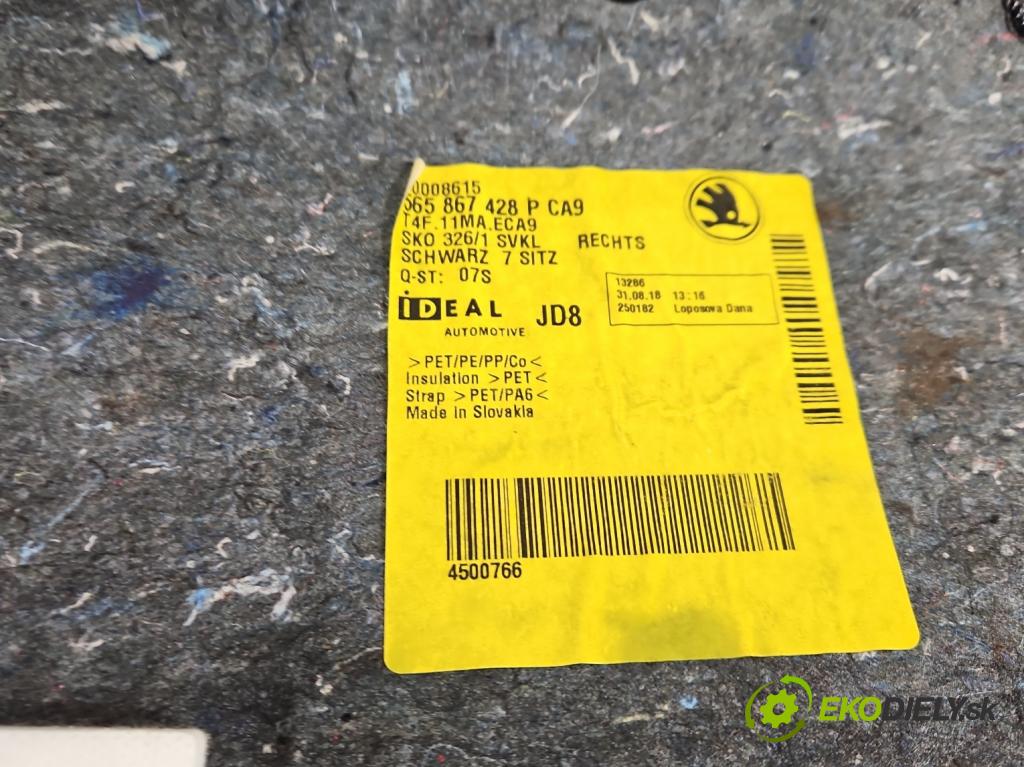 0008615
565 867 428 P CA9
T4F.11MA.ECA9
SKO 326/1 SVKL RECHTS
SCHWARZ 7 SITZ
Q-ST: 07S
iDEAL JD8
AUTOMOTIVE
13286
31.08.18 13:16
250182 Loposova Dana
>PET/PE/PP/Co<
Insulation >PET<
Strap >PET/PA6<
Made in Slovakia
4500766
EKODIELY.sk